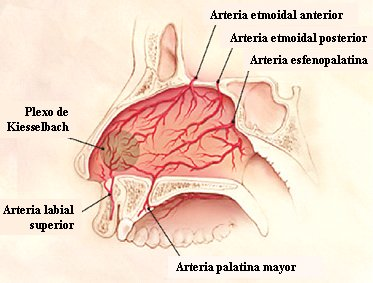 Arteria etmoidal anterior
Arteria etmoidal posterior
Arteria esfenopalatina
Plexo de
Kiesselbach
Arteria labial
superior
Arteria palatina mayor